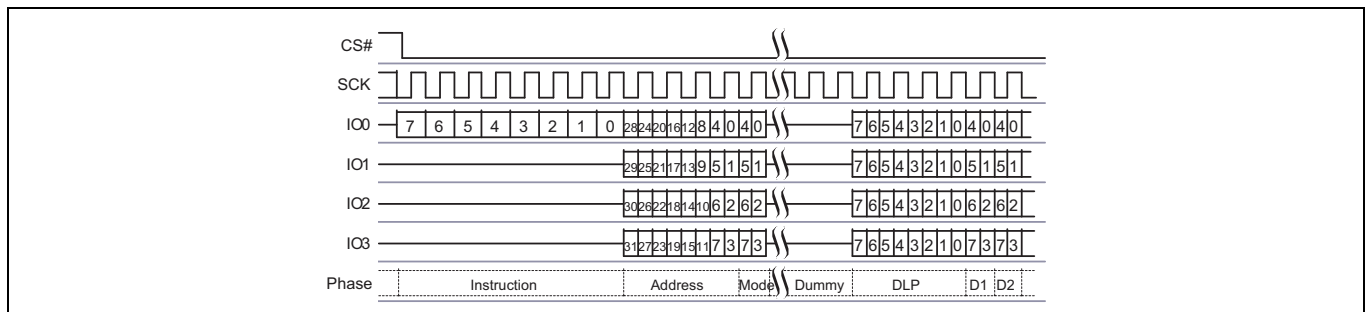 CS#
SCK
IO0 7 6 5 4 3 2 1 0 28 24 20 16 12 8 4 0 4 0 7 6 5 4 3 2 1 0 4 0 4 0
IO1 29 25 21 17 13 9 5 1 5 1 7 6 5 4 3 2 1 0 5 1 5 1
IO2 30 26 22 18 14 10 6 2 6 2 7 6 5 4 3 2 1 0 6 2 6 2
IO3 31 27 23 19 15 11 7 3 7 3 7 6 5 4 3 2 1 0 7 3 7 3
Phase Instruction Address Mode Dummy DLP D1 D2